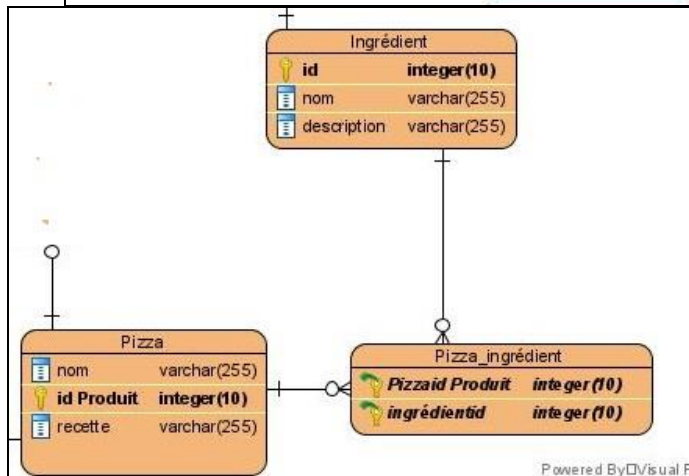 Ingrédient
id integer(10)
nom varchar(255)
description varchar(255)
Pizza
nom varchar(255)
id Produit integer(10)
recette varchar(255)
Pizza_ingrédient
Pizzaid Produit integer(10)
ingrédientid integer(10)
Powered By Visual